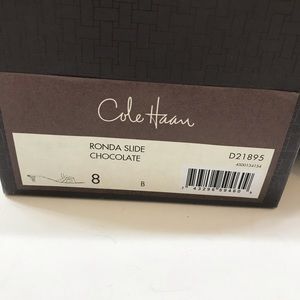 Cole Haan
RONDA SLIDE
CHOCOLATE
D21895
8
B